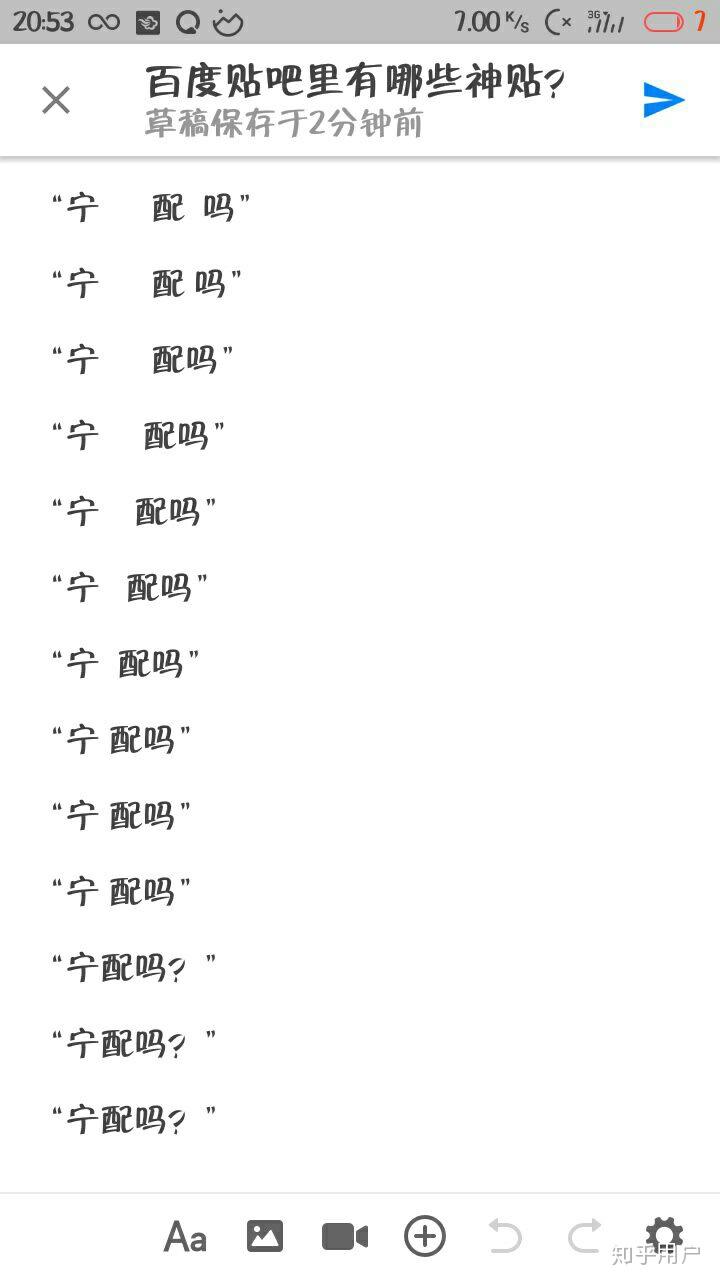 20:53 7.00 K/s 3G 7
百度贴吧里有哪些神贴?
草稿保存于2分钟前
“宁      配  吗”
“宁      配 吗”
“宁      配吗”
“宁     配吗”
“宁    配吗”
“宁   配吗”
“宁  配吗”
“宁 配吗”
“宁 配吗”
“宁 配吗”
“宁配吗? ”
“宁配吗? ”
“宁配吗? ”
Aa
知乎用户